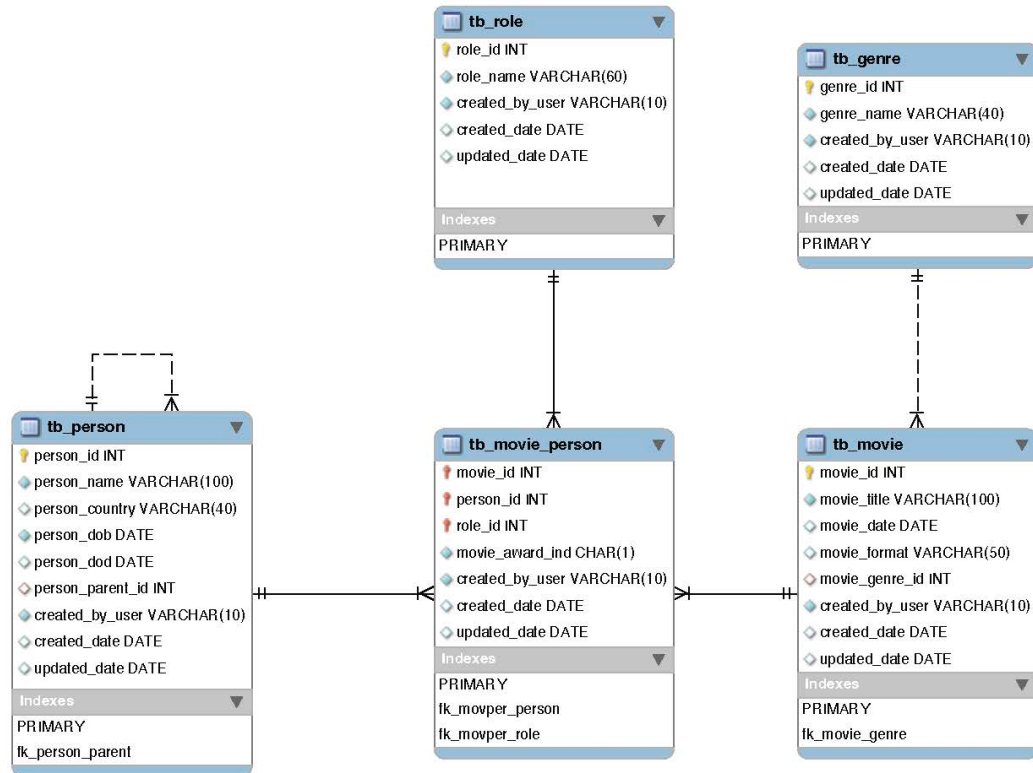 tb_role
role_id INT
role_name VARCHAR(60)
created_by_user VARCHAR(10)
created_date DATE
updated_date DATE
Indexes
PRIMARY
tb_genre
genre_id INT
genre_name VARCHAR(40)
created_by_user VARCHAR(10)
created_date DATE
updated_date DATE
Indexes
PRIMARY
tb_person
person_id INT
person_name VARCHAR(100)
person_country VARCHAR(40)
person_dob DATE
person_dod DATE
person_parent_id INT
created_by_user VARCHAR(10)
created_date DATE
updated_date DATE
Indexes
PRIMARY
fk_person_parent
tb_movie_person
movie_id INT
person_id INT
role_id INT
movie_award_ind CHAR(1)
created_by_user VARCHAR(10)
created_date DATE
updated_date DATE
Indexes
PRIMARY
fk_movper_person
fk_movper_role
tb_movie
movie_id INT
movie_title VARCHAR(100)
movie_date DATE
movie_format VARCHAR(50)
movie_genre_id INT
created_by_user VARCHAR(10)
created_date DATE
updated_date DATE
Indexes
PRIMARY
fk_movie_genre